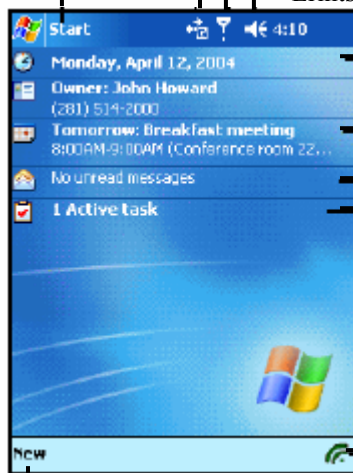 Start 4:10
Monday, April 12, 2004
Owner: John Howard
(281) 514-2000
Tomorrow: Breakfast meeting
8:00AM-9:00AM (Conference room 22...
No unread messages
1 Active task
New